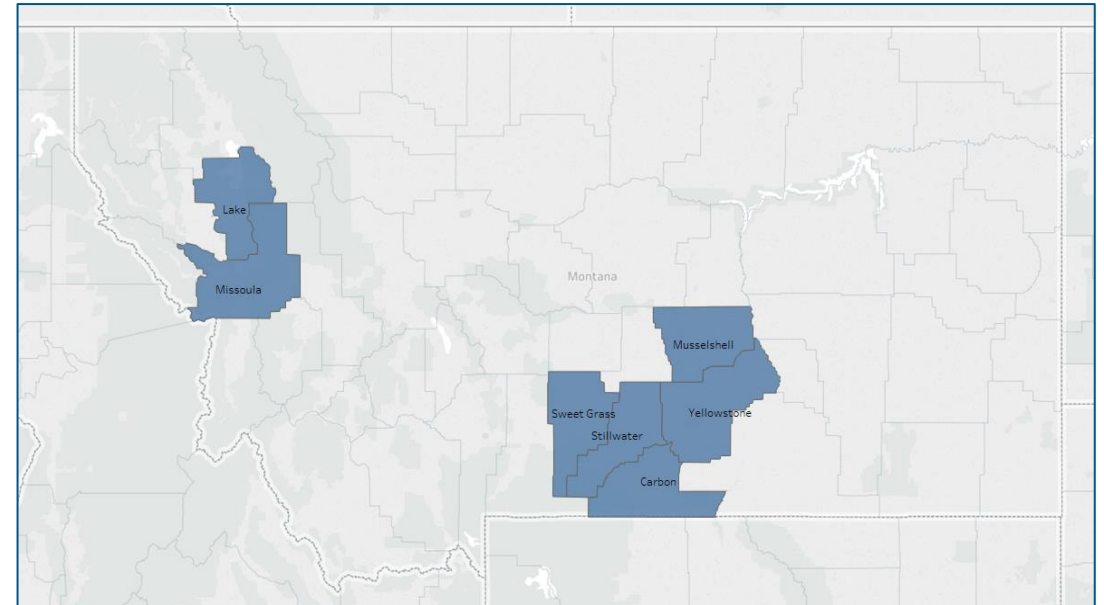 Lake
Montana
Missoula
Musselshell
Sweet Grass
Yellowstone
Stillwater
Carbon